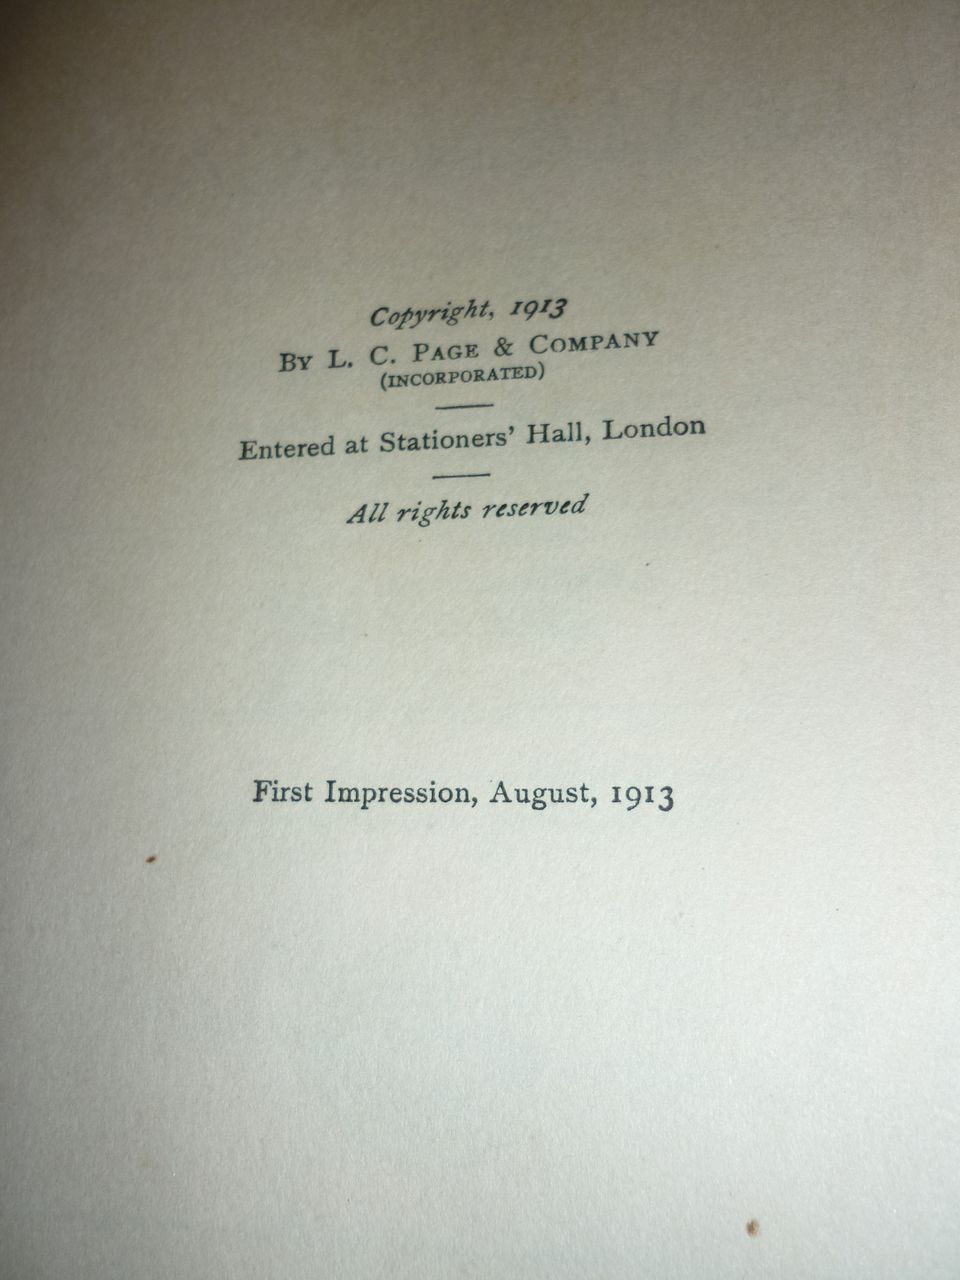 Copyright, 1913
By L. C. Page & Company
(INCORPORATED)
Entered at Stationers' Hall, London
All rights reserved
First Impression, August, 1913